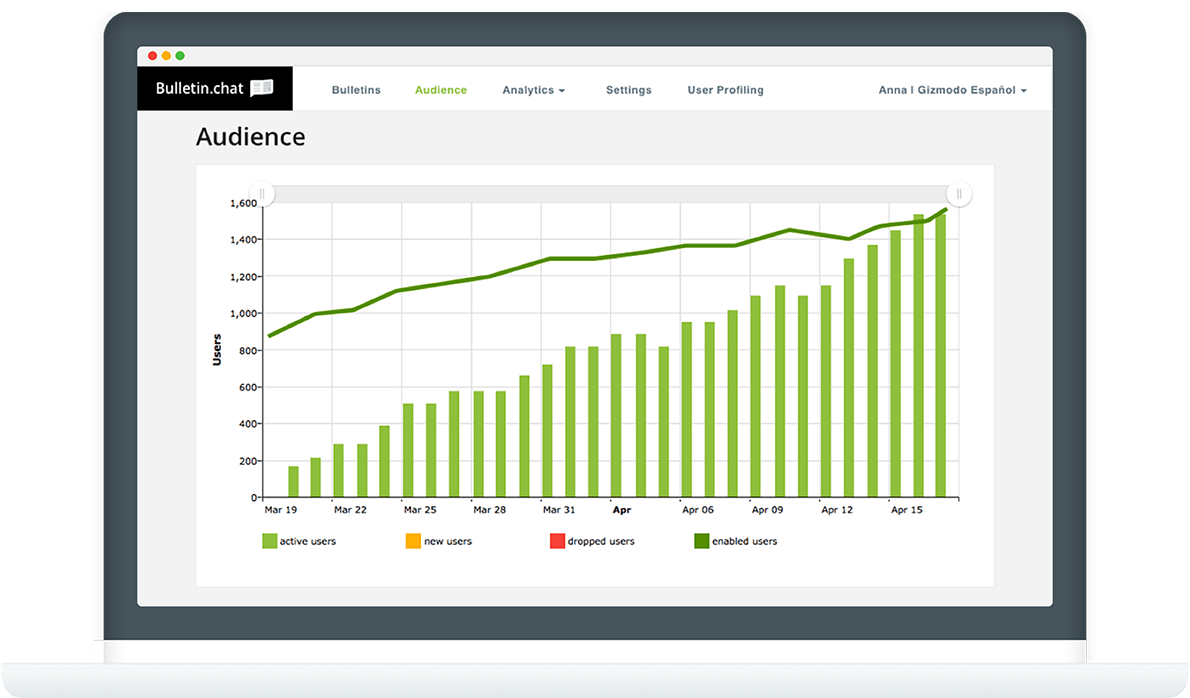 Bulletin.chat
Bulletins Audience Analytics Settings User Profiling Anna | Gizmodo Español
Audience
Users
1,600
1,400
1,200
1,000
800
600
400
200
0
Mar 19 Mar 22 Mar 25 Mar 28 Mar 31 Apr Apr 06 Apr 09 Apr 12 Apr 15
active users new users dropped users enabled users